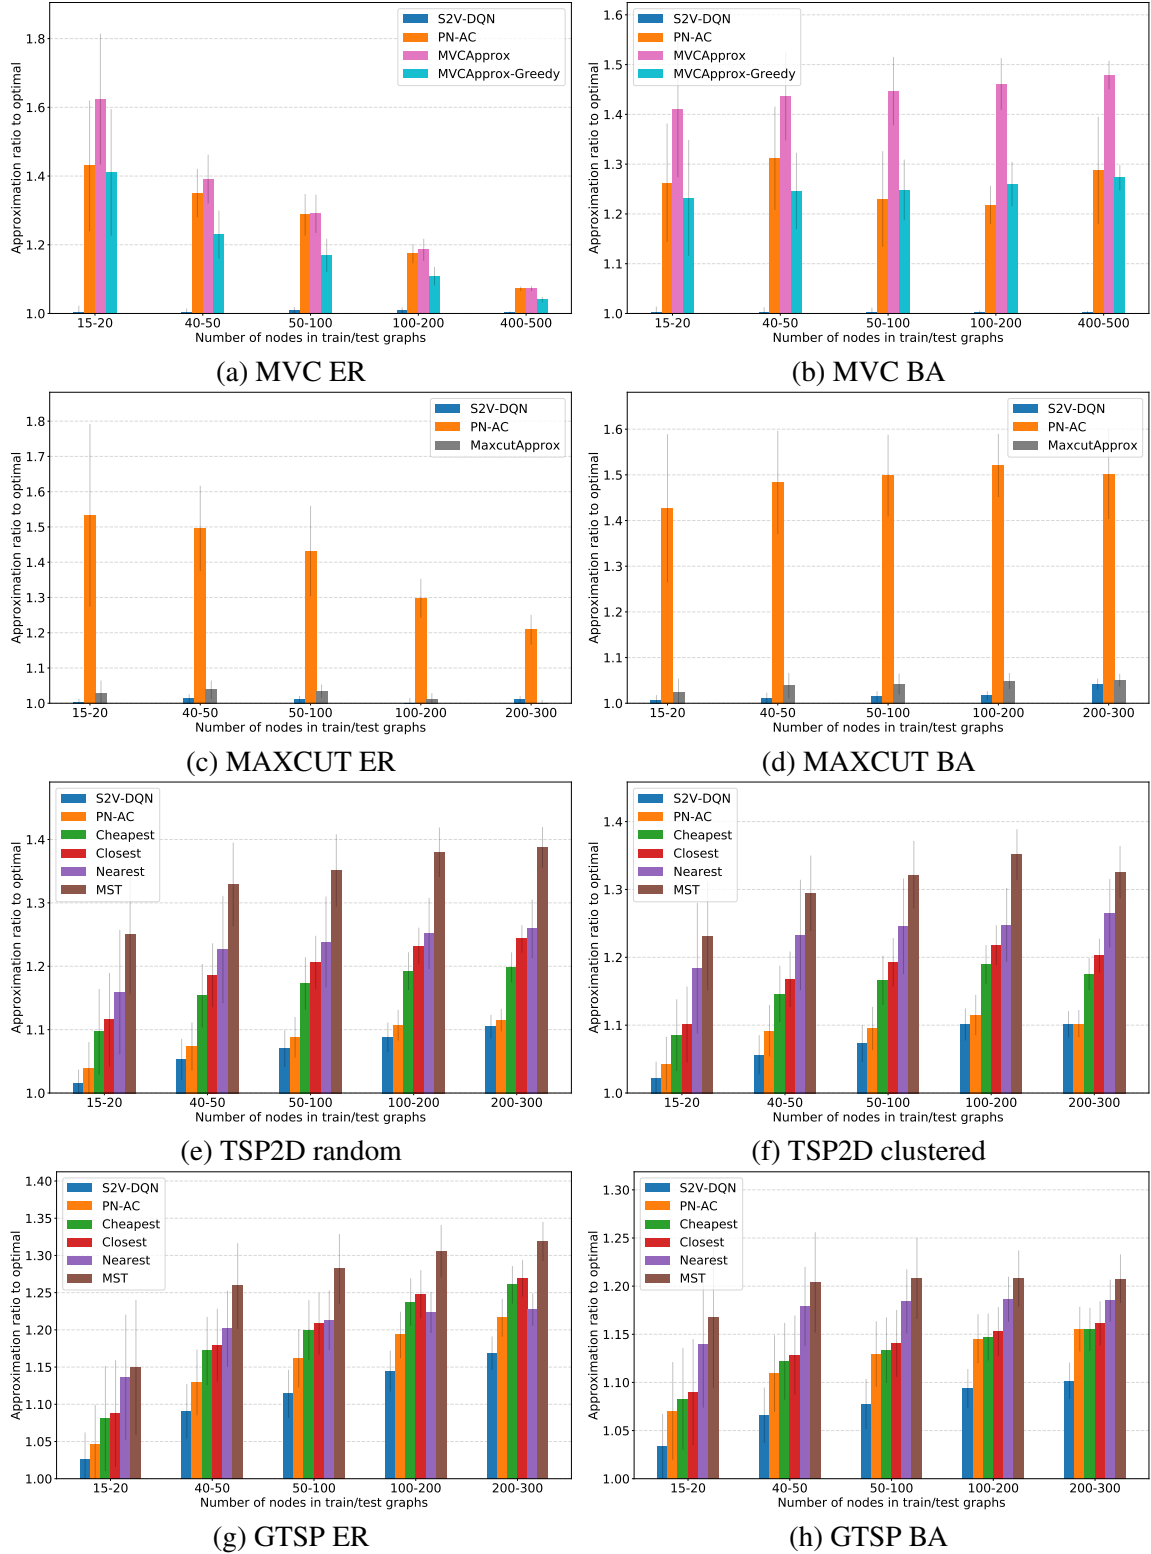 Approximation ratio to optimal
1.8
1.6
1.4
1.2
1.0
S2V-DQN
PN-AC
MVCApprox
MVCApprox-Greedy
15-20 40-50 50-100 100-200 400-500
Number of nodes in train/test graphs
(a) MVC ER
Approximation ratio to optimal
1.6
1.5
1.4
1.3
1.2
1.1
1.0
S2V-DQN
PN-AC
MVCApprox
MVCApprox-Greedy
15-20 40-50 50-100 100-200 400-500
Number of nodes in train/test graphs
(b) MVC BA
Approximation ratio to optimal
1.8
1.7
1.6
1.5
1.4
1.3
1.2
1.1
1.0
S2V-DQN
PN-AC
MaxcutApprox
15-20 40-50 50-100 100-200 200-300
Number of nodes in train/test graphs
(c) MAXCUT ER
Approximation ratio to optimal
1.6
1.5
1.4
1.3
1.2
1.1
1.0
S2V-DQN
PN-AC
MaxcutApprox
15-20 40-50 50-100 100-200 200-300
Number of nodes in train/test graphs
(d) MAXCUT BA
Approximation ratio to optimal
1.4
1.3
1.2
1.1
1.0
S2V-DQN
PN-AC
Cheapest
Closest
Nearest
MST
15-20 40-50 50-100 100-200 200-300
Number of nodes in train/test graphs
(e) TSP2D random
Approximation ratio to optimal
1.4
1.3
1.2
1.1
1.0
S2V-DQN
PN-AC
Cheapest
Closest
Nearest
MST
15-20 40-50 50-100 100-200 200-300
Number of nodes in train/test graphs
(f) TSP2D clustered
Approximation ratio to optimal
1.40
1.35
1.30
1.25
1.20
1.15
1.10
1.05
1.00
S2V-DQN
PN-AC
Cheapest
Closest
Nearest
MST
15-20 40-50 50-100 100-200 200-300
Number of nodes in train/test graphs
(g) GTSP ER
Approximation ratio to optimal
1.30
1.25
1.20
1.15
1.10
1.05
1.00
S2V-DQN
PN-AC
Cheapest
Closest
Nearest
MST
15-20 40-50 50-100 100-200 200-300
Number of nodes in train/test graphs
(h) GTSP BA